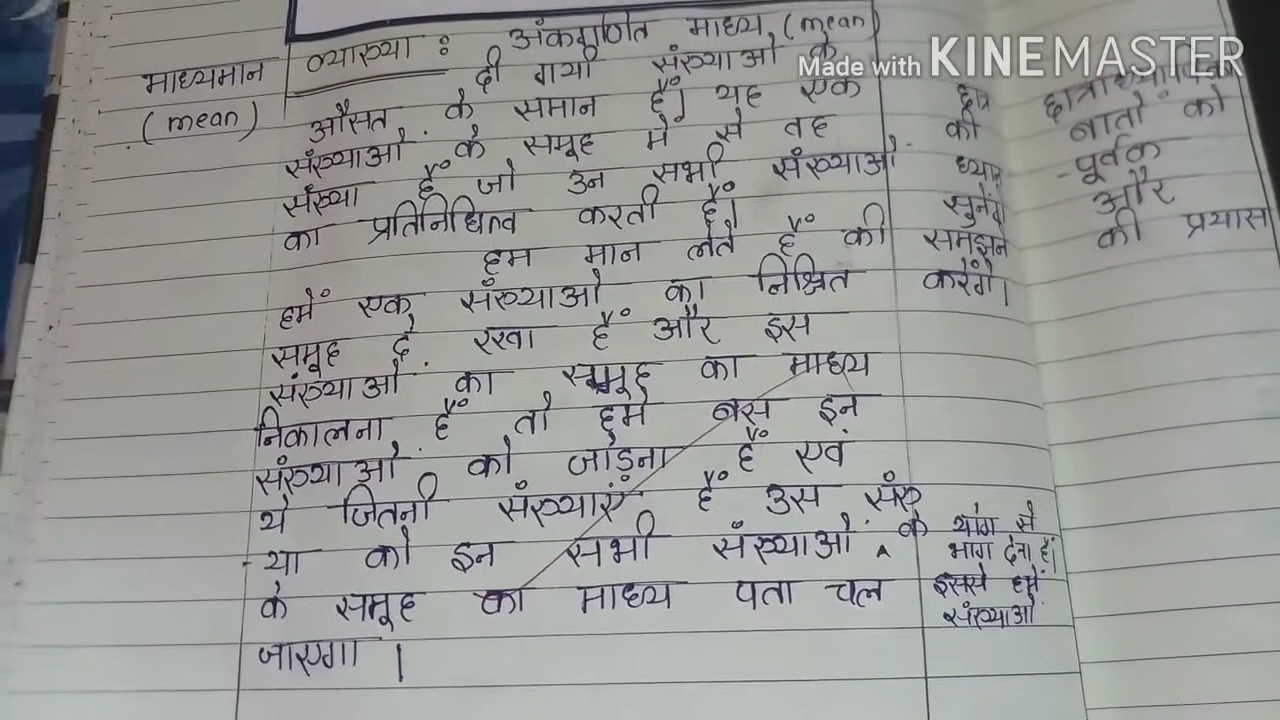 Made with KINEMASTER
माध्यमान
(mean)
व्याख्या : अंकगणित माध्य (mean)
दी गयी संख्याओं के
औसत के समान हैं। यह एक
संख्याओं के समूह में से वह
संख्या हैं जो उन सभी संख्याओं
का प्रतिनिधित्व करती हैं।
हम मान लेते हैं की
हमें एक संख्याओं का निश्चित
समूह दे रखा हैं और इस
संख्याओं का समूह का माध्य
निकालना हैं तो हमें बस इन
संख्याओं को जोड़ना हैं एवं
ये जितनी संख्याएं हैं उस संख्
-या को इन सभी संख्याओं ^ के योग से
भाग देना हैं।
इससे हमें
संख्याओं
के समूह का माध्य पता चल
जाएगा।
छात्र
की बातों को
ध्यान -पूर्वक
सुनेंगे और
समझने की प्रयास
करेंगे।